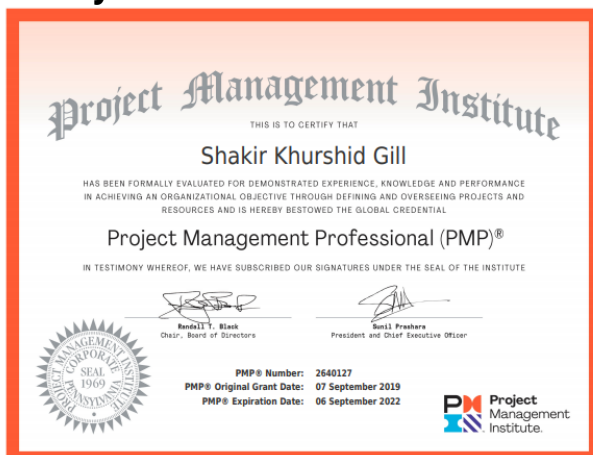 Project Management Institute
THIS IS TO CERTIFY THAT
Shakir Khurshid Gill
HAS BEEN FORMALLY EVALUATED FOR DEMONSTRATED EXPERIENCE, KNOWLEDGE AND PERFORMANCE
IN ACHIEVING AN ORGANIZATIONAL OBJECTIVE THROUGH DEFINING AND OVERSEEING PROJECTS AND
RESOURCES AND IS HEREBY BESTOWED THE GLOBAL CREDENTIAL
Project Management Professional (PMP)®
IN TESTIMONY WHEREOF, WE HAVE SUBSCRIBED OUR SIGNATURES UNDER THE SEAL OF THE INSTITUTE
Randall T. Black
Chair, Board of Directors
Sunil Prashara
President and Chief Executive Officer
PROJECT MANAGEMENT INSTITUTE
CORPORATE
SEAL
1969
PENNSYLVANIA
PMP® Number: 2640127
PMP® Original Grant Date: 07 September 2019
PMP® Expiration Date: 06 September 2022
Project
Management
Institute.